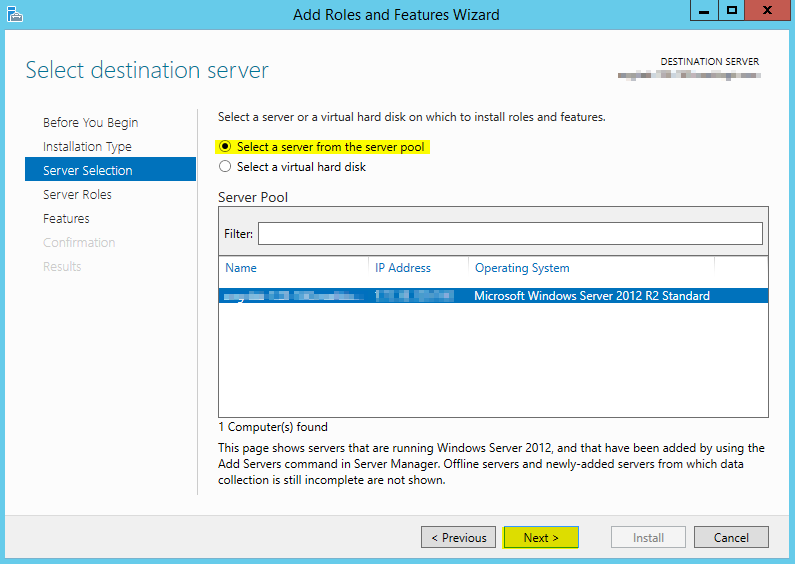 Add Roles and Features Wizard
Select destination server
DESTINATION SERVER
Before You Begin
Installation Type
Server Selection
Server Roles
Features
Confirmation
Results
Select a server or a virtual hard disk on which to install roles and features.
Select a server from the server pool
Select a virtual hard disk
Server Pool
Filter:
Name IP Address Operating System
Microsoft Windows Server 2012 R2 Standard
1 Computer(s) found
This page shows servers that are running Windows Server 2012, and that have been added by using the
Add Servers command in Server Manager. Offline servers and newly-added servers from which data
collection is still incomplete are not shown.
< Previous Next > Install Cancel